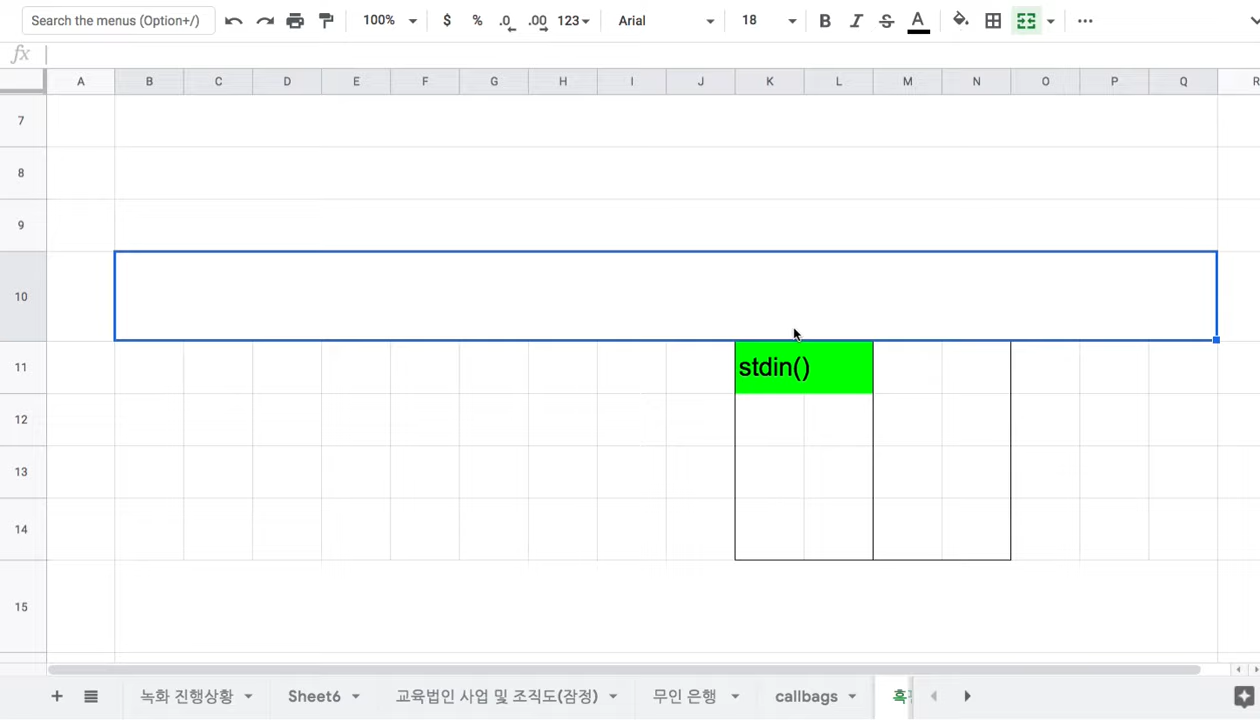 Search the menus (Option+/) 100% $ % .0 .00 123 Arial 18 B I S A
fx
A B C D E F G H I J K L M N O P Q R
7
8
9
10
11 stdin()
12
13
14
15
+ 녹화 진행상황 Sheet6 교육법인 사업 및 조직도(잠정) 무인 은행 callbags